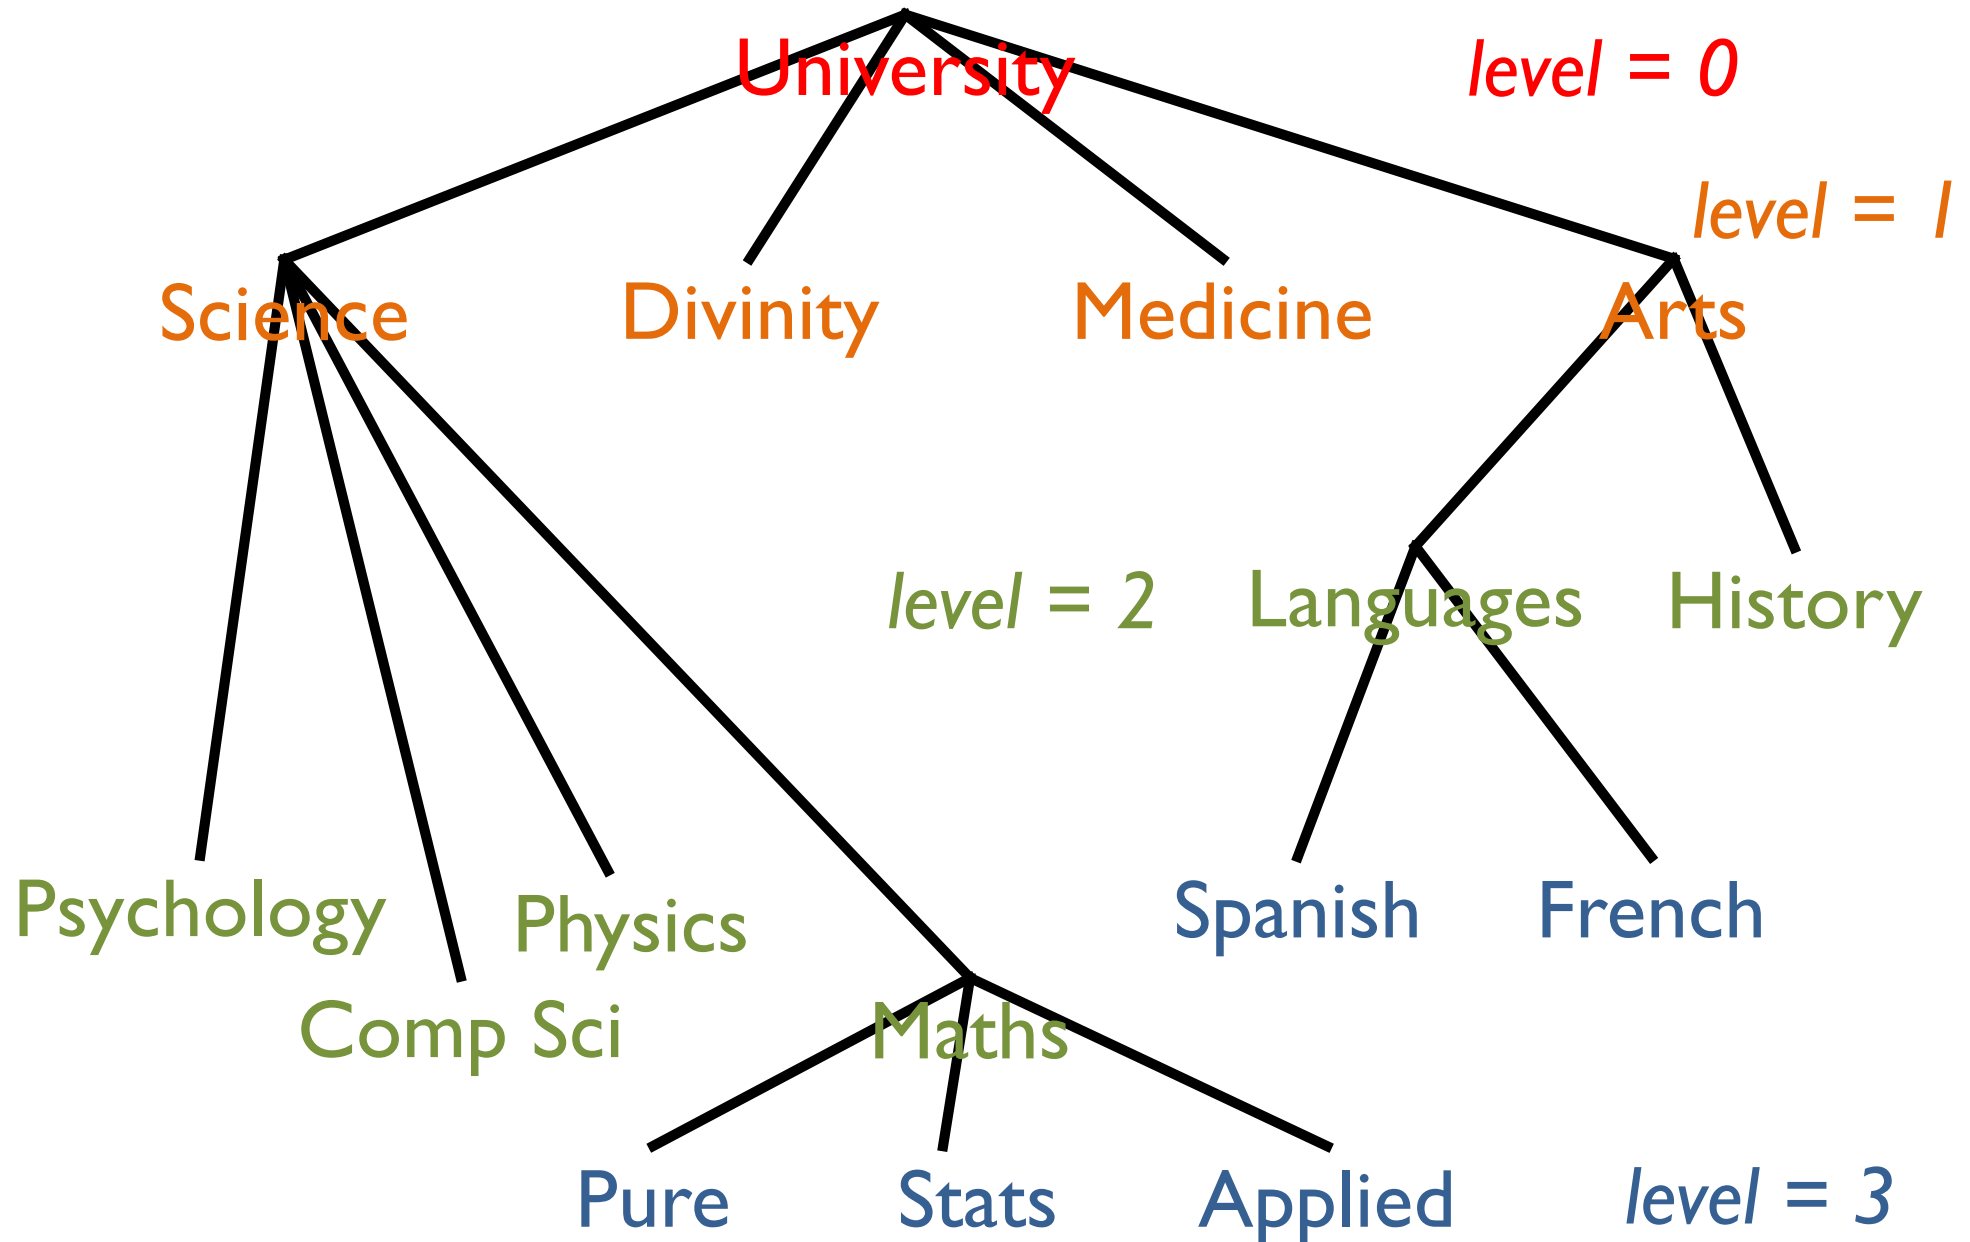 University
level = 0
level = 1
Science
Divinity
Medicine
Arts
level = 2
Languages
History
Psychology
Physics
Spanish
French
Comp Sci
Maths
Pure
Stats
Applied
level = 3